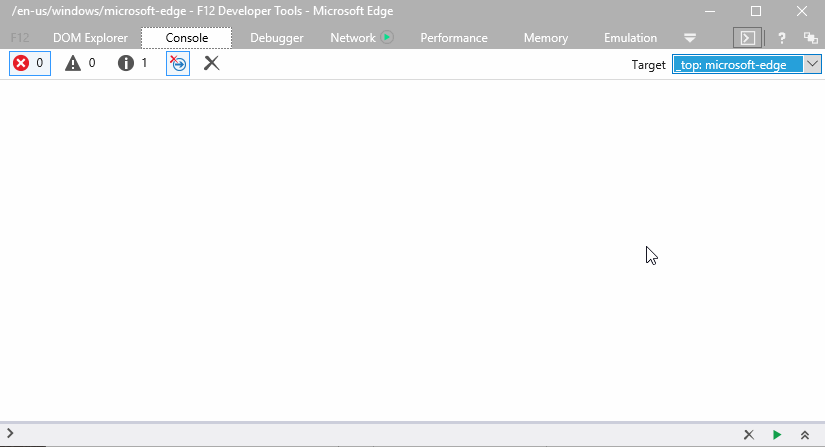 /en-us/windows/microsoft-edge - F12 Developer Tools - Microsoft Edge
F12 DOM Explorer Console Debugger Network Performance Memory Emulation ?
0 0 1 Target _top: microsoft-edge